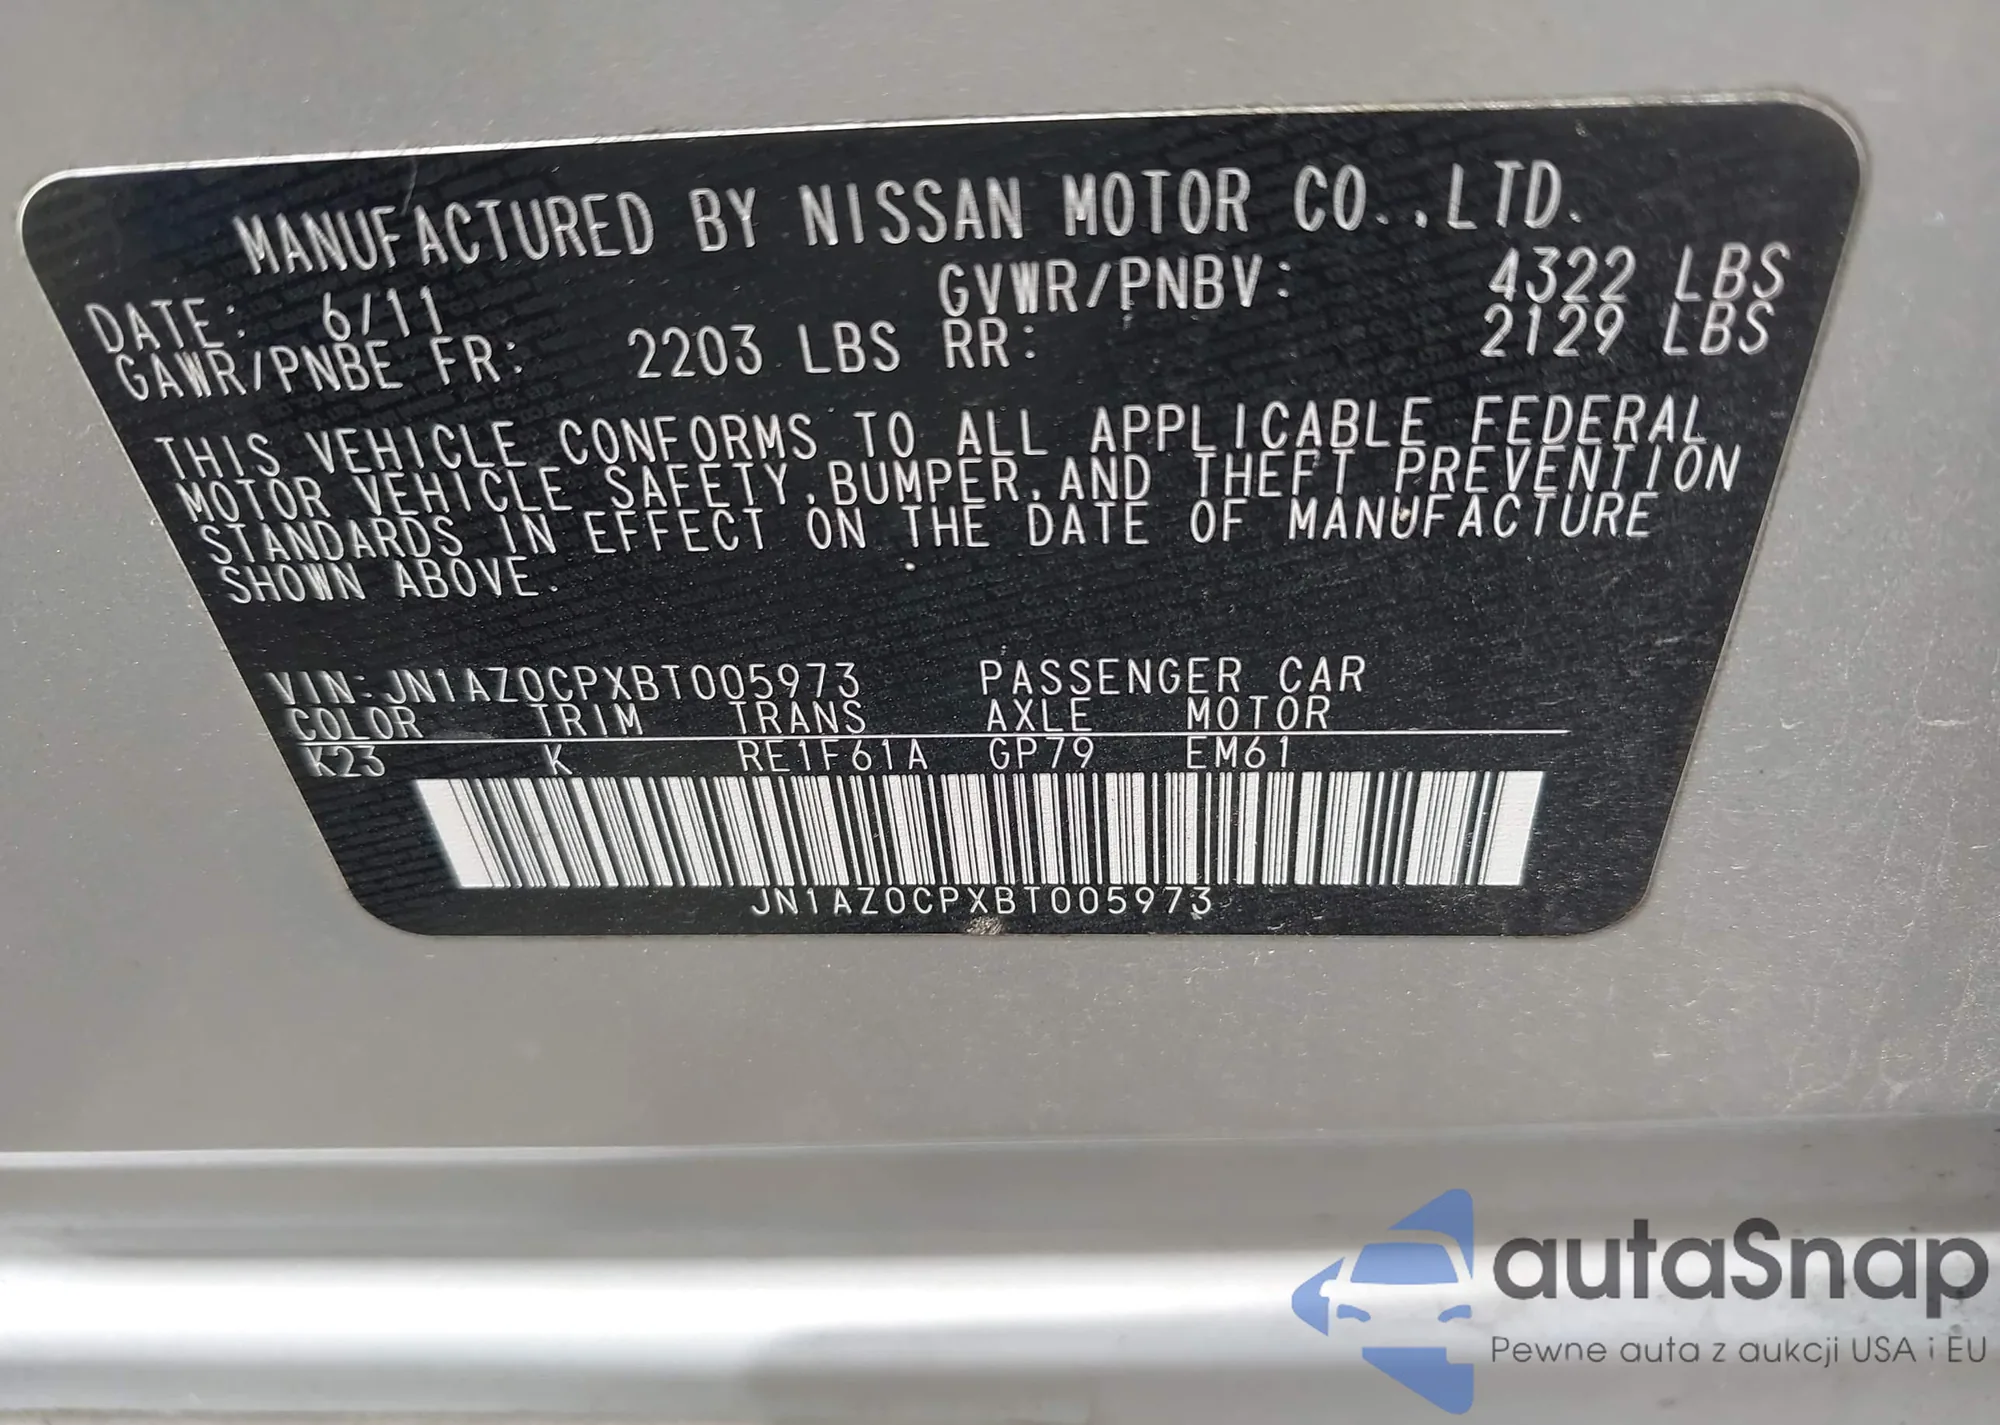 MANUFACTURED BY NISSAN MOTOR CO.,LTD.
DATE: 6/11 GVWR/PNBV: 4322 LBS
GAWR/PNBE FR: 2203 LBS RR: 2129 LBS
THIS VEHICLE CONFORMS TO ALL APPLICABLE FEDERAL
MOTOR VEHICLE SAFETY,BUMPER,AND THEFT PREVENTION
STANDARDS IN EFFECT ON THE DATE OF MANUFACTURE
SHOWN ABOVE.
VIN:JN1AZ0CPXBT005973 PASSENGER CAR
COLOR TRIM TRANS AXLE MOTOR
K23 K RE1F61A GP79 EM61
JN1AZ0CPXBT005973
autaSnap
Pewne auta z aukcji USA i EU